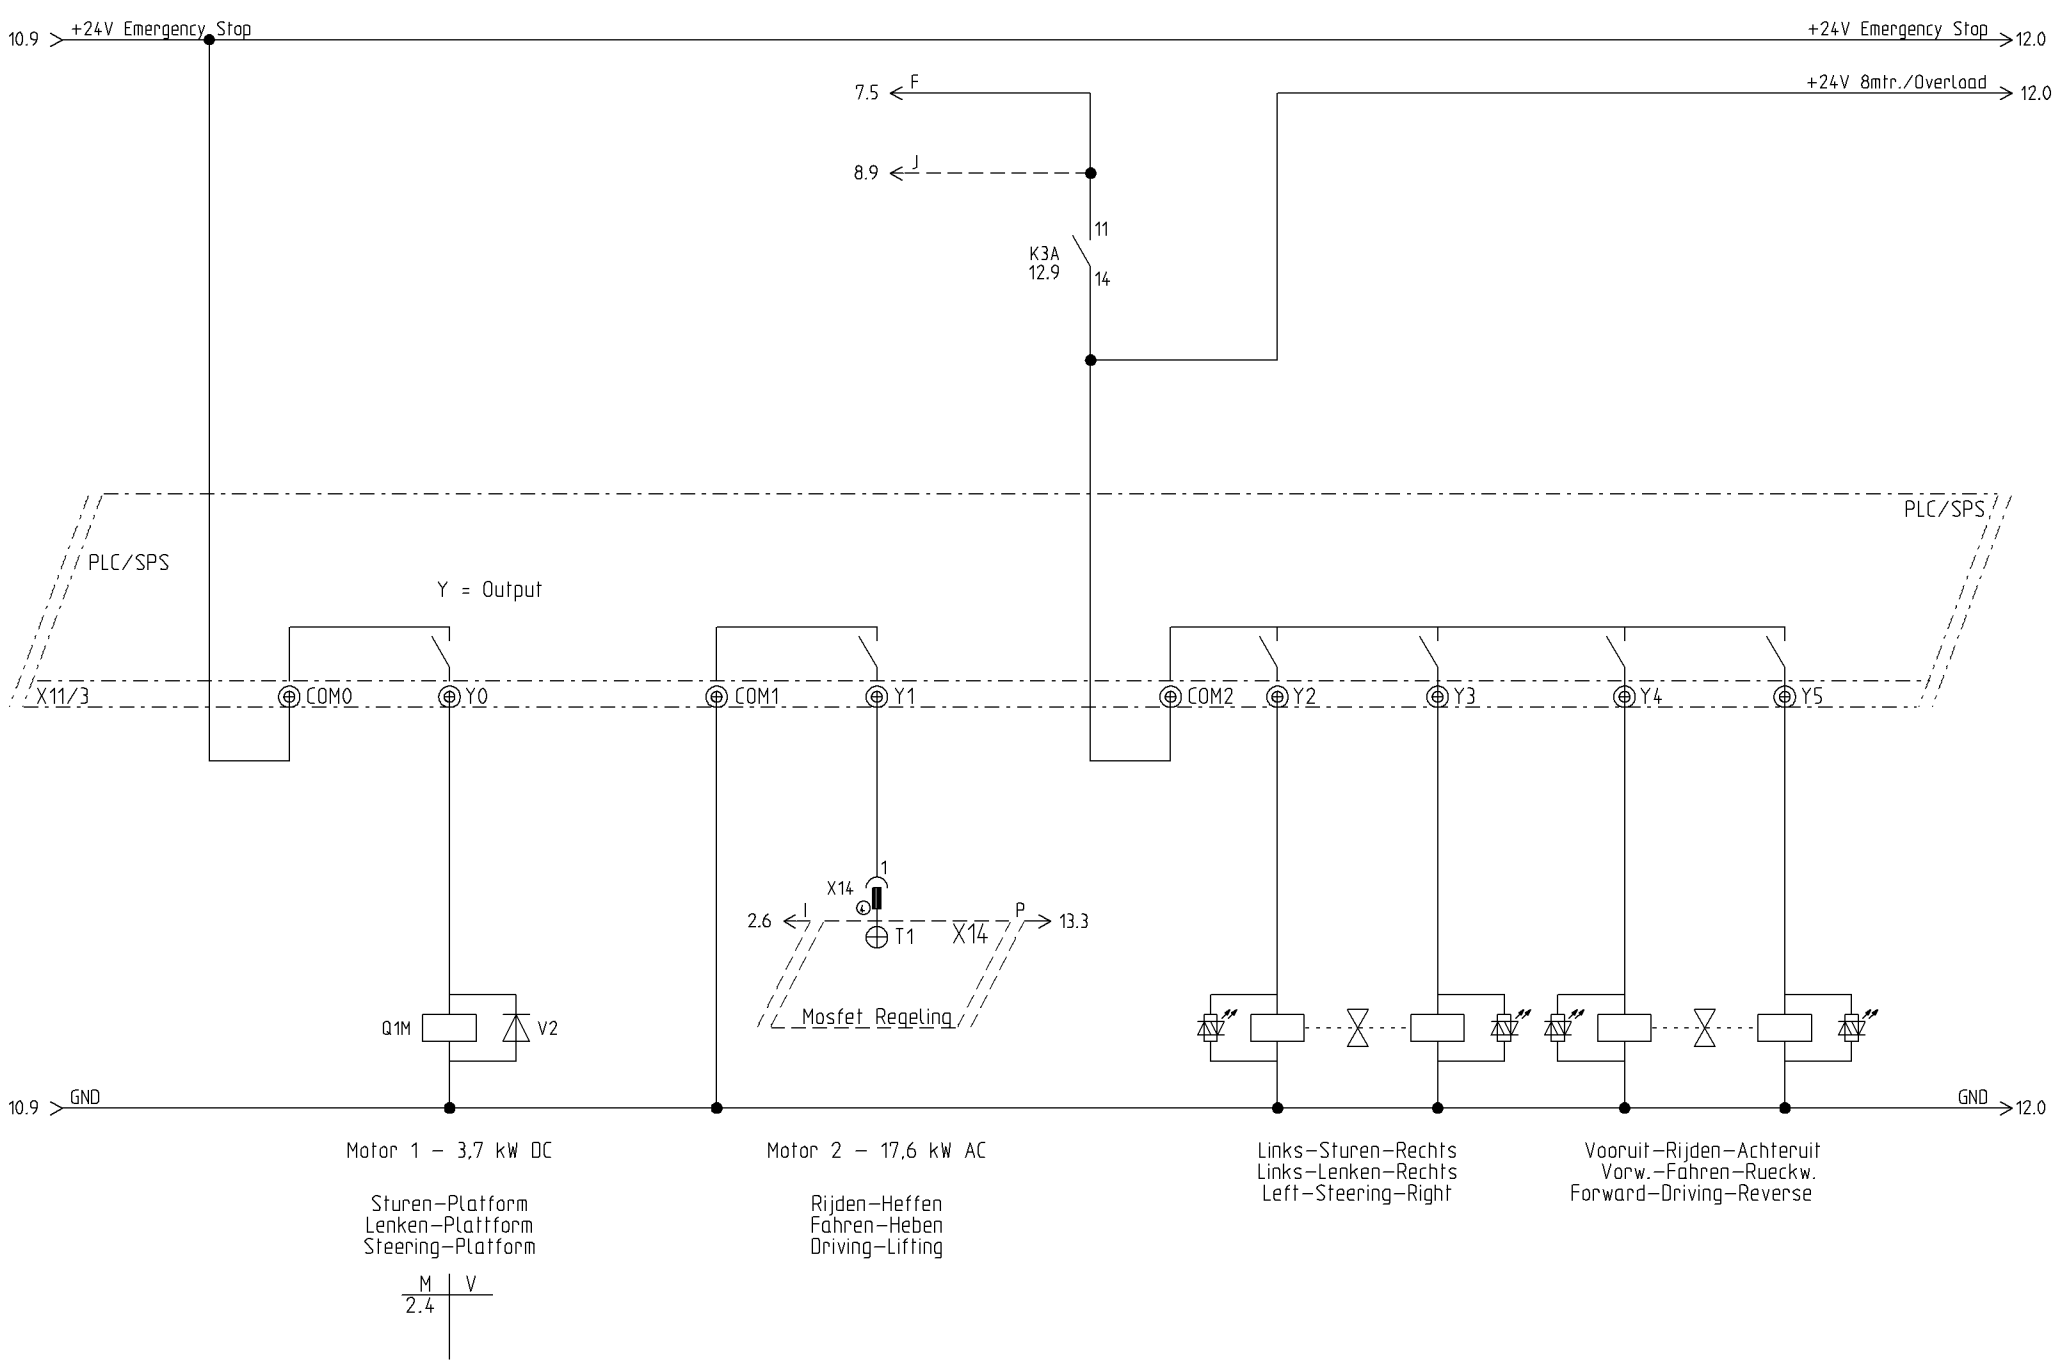 10.9 +24V Emergency Stop +24V Emergency Stop 12.0
7.5 F +24V 8mtr./Overload 12.0
8.9 J
11
K3A
12.9
14
PLC/SPS
PLC/SPS
Y = Output
X11/3 COM0 Y0 COM1 Y1 COM2 Y2 Y3 Y4 Y5
1
X14
2.6 I P 13.3
T1 X14
Mosfet Regeling
Q1M V2
10.9 GND GND 12.0
Motor 1 - 3,7 kW DC
Sturen-Platform
Lenken-Plattform
Steering-Platform
M V
2.4
Motor 2 - 17,6 kW AC
Rijden-Heffen
Fahren-Heben
Driving-Lifting
Links-Sturen-Rechts
Links-Lenken-Rechts
Left-Steering-Right
Vooruit-Rijden-Achteruit
Vorw.-Fahren-Rueckw.
Forward-Driving-Reverse